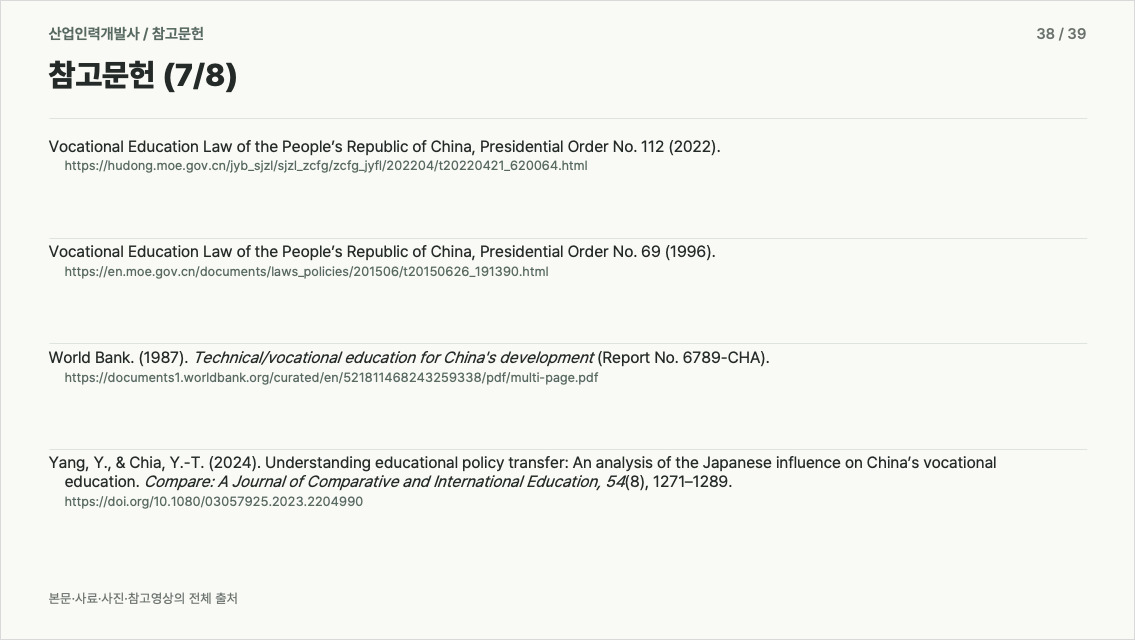 산업인력개발사 / 참고문헌
38 / 39
참고문헌 (7/8)
Vocational Education Law of the People’s Republic of China, Presidential Order No. 112 (2022).
https://hudong.moe.gov.cn/jyb_sjzl/sjzl_zcfg/zcfg_jyfl/202204/t20220421_620064.html
Vocational Education Law of the People’s Republic of China, Presidential Order No. 69 (1996).
https://en.moe.gov.cn/documents/laws_policies/201506/t20150626_191390.html
World Bank. (1987). Technical/vocational education for China's development (Report No. 6789-CHA).
https://documents1.worldbank.org/curated/en/521811468243259338/pdf/multi-page.pdf
Yang, Y., & Chia, Y.-T. (2024). Understanding educational policy transfer: An analysis of the Japanese influence on China’s vocational
education. Compare: A Journal of Comparative and International Education, 54(8), 1271–1289.
https://doi.org/10.1080/03057925.2023.2204990
본문·사료·사진·참고영상의 전체 출처